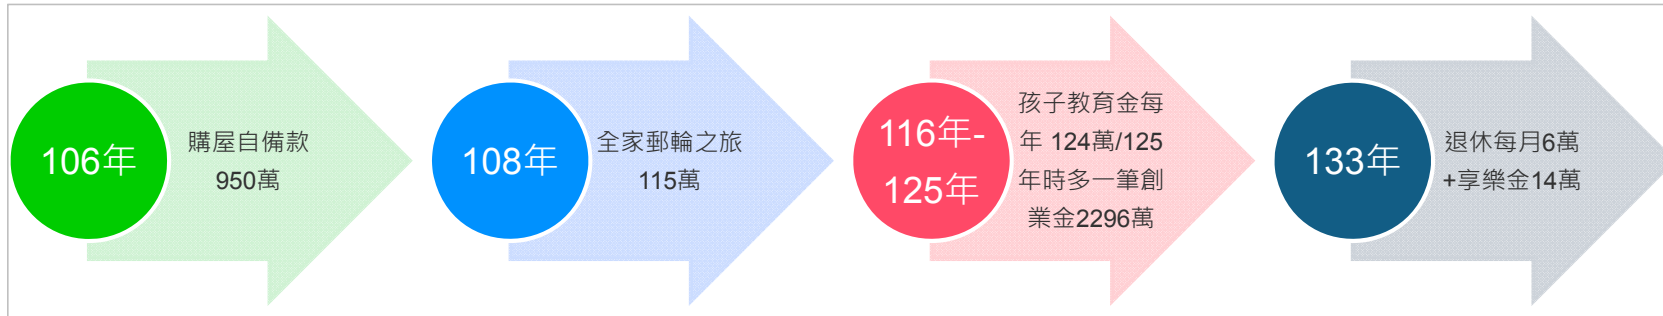 106年
購屋自備款
950萬
108年
全家郵輪之旅
115萬
116年-
125年
孩子教育金每
年 124萬/125
年時多一筆創
業金2296萬
133年
退休每月6萬
+享樂金14萬